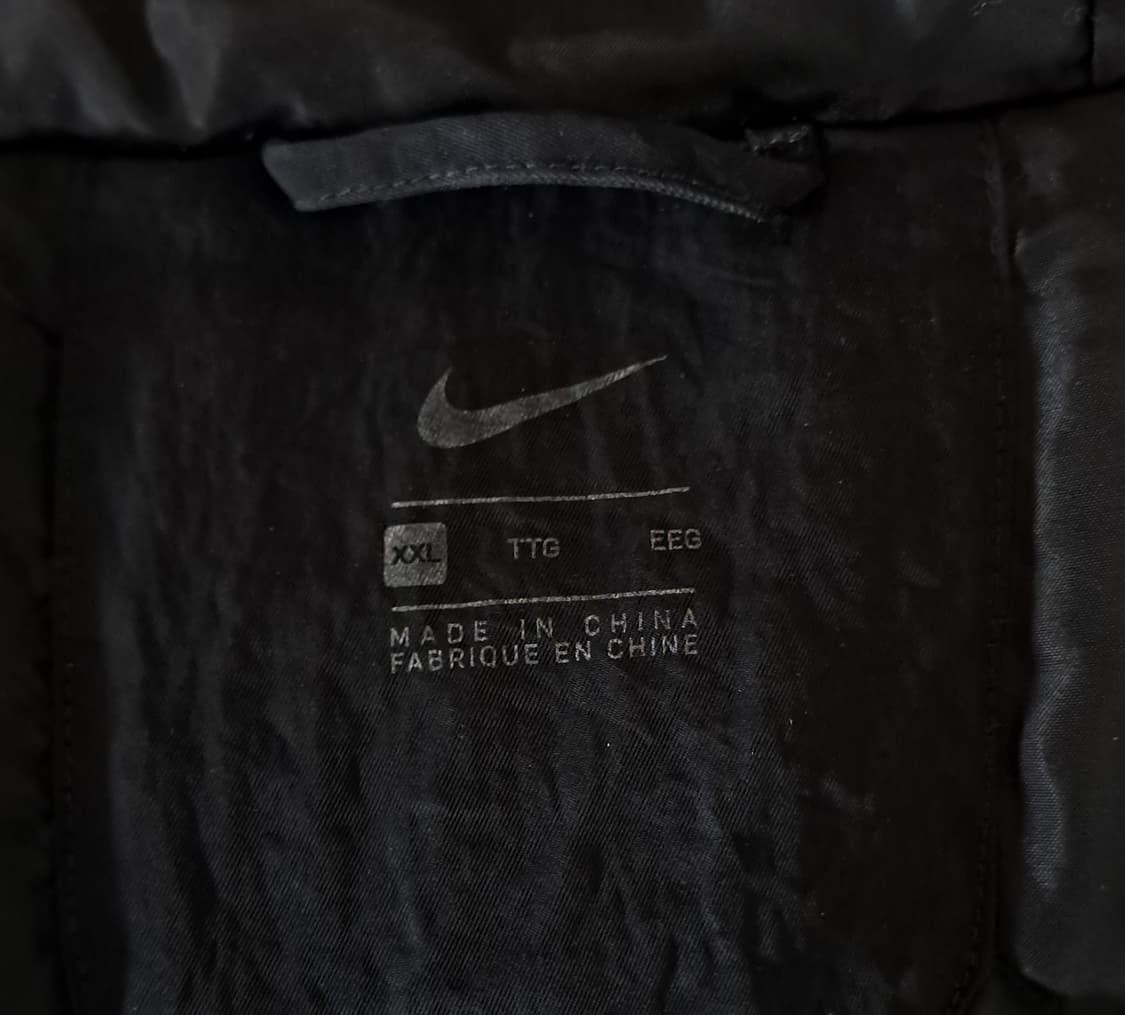 XXL TTG EEG
MADE IN CHINA
FABRIQUE EN CHINE